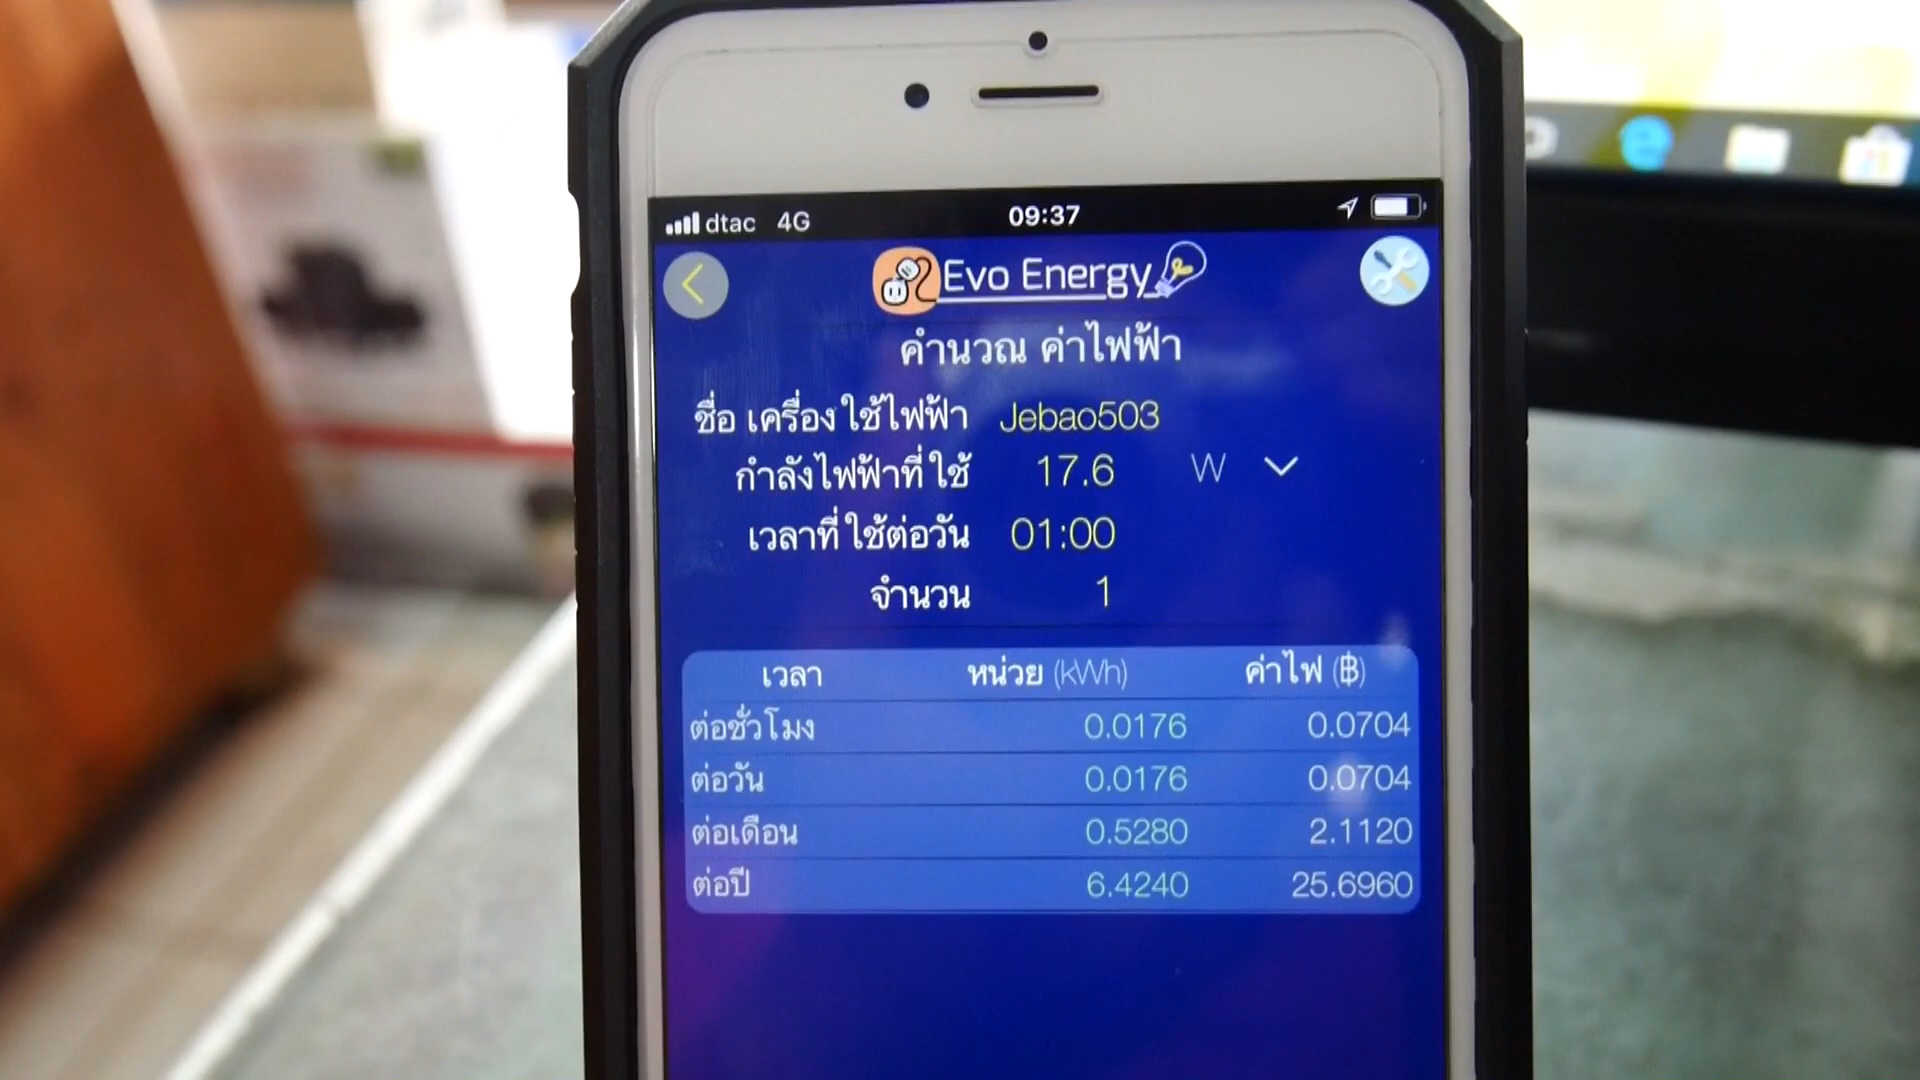 dtac 4G 09:37
Evo Energy
คำนวณ ค่าไฟฟ้า
ชื่อ เครื่องใช้ไฟฟ้า Jebao503
กำลังไฟฟ้าที่ใช้ 17.6 W
เวลาที่ใช้ต่อวัน 01:00
จำนวน 1
เวลา หน่วย (kWh) ค่าไฟ (฿)
ต่อชั่วโมง 0.0176 0.0704
ต่อวัน 0.0176 0.0704
ต่อเดือน 0.5280 2.1120
ต่อปี 6.4240 25.6960